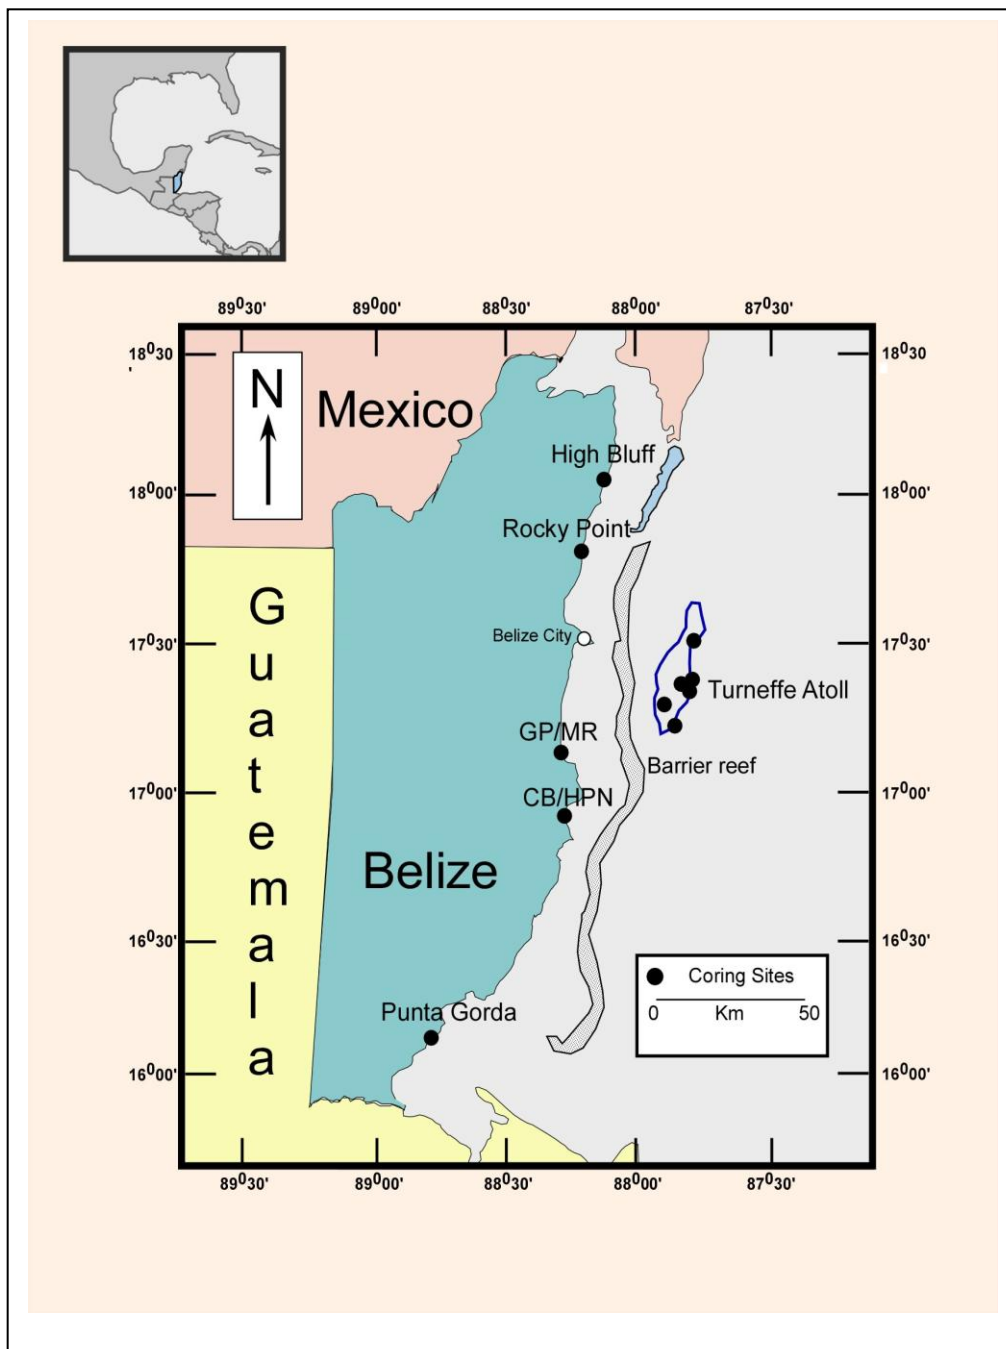 89⁰30' 89⁰00' 88⁰30' 88⁰00' 87⁰30'
18⁰30 18⁰30
'
N
Mexico
High Bluff
18⁰00' 18⁰00'
Rocky Point
Guatemala
Belize City
17⁰30' 17⁰30'
Turneffe Atoll
GP/MR
Barrier reef
17⁰00' 17⁰00'
CB/HPN
Belize
16⁰30' 16⁰30'
Coring Sites
0 Km 50
Punta Gorda
16⁰00' 16⁰00'
89⁰30' 89⁰00' 88⁰30' 88⁰00' 87⁰30'